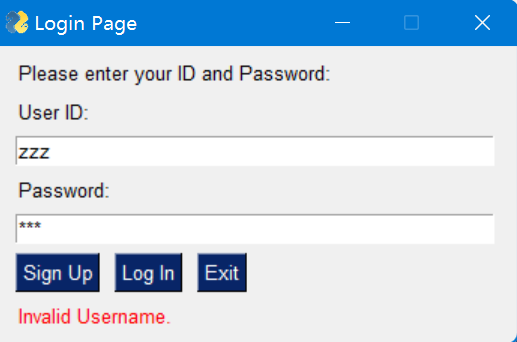 Login Page
Please enter your ID and Password:
User ID:
zzz
Password:
***
Sign Up Log In Exit
Invalid Username.